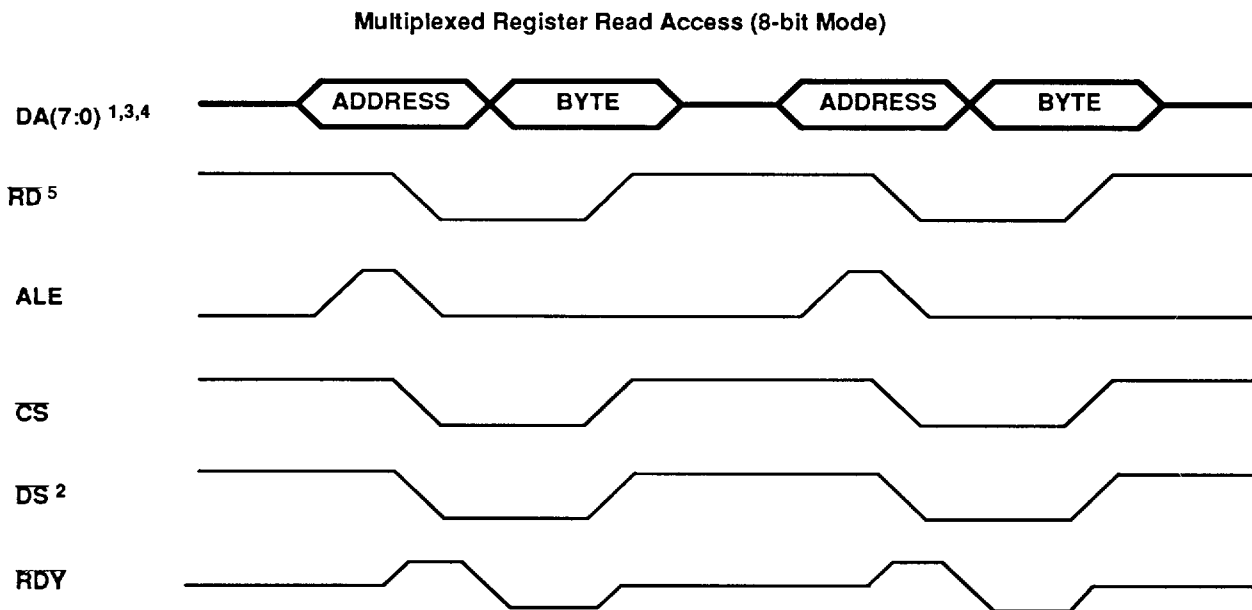 Multiplexed Register Read Access (8-bit Mode)
DA(7:0) 1,3,4 ADDRESS BYTE ADDRESS BYTE
RD 5
ALE
CS
DS 2
RDY